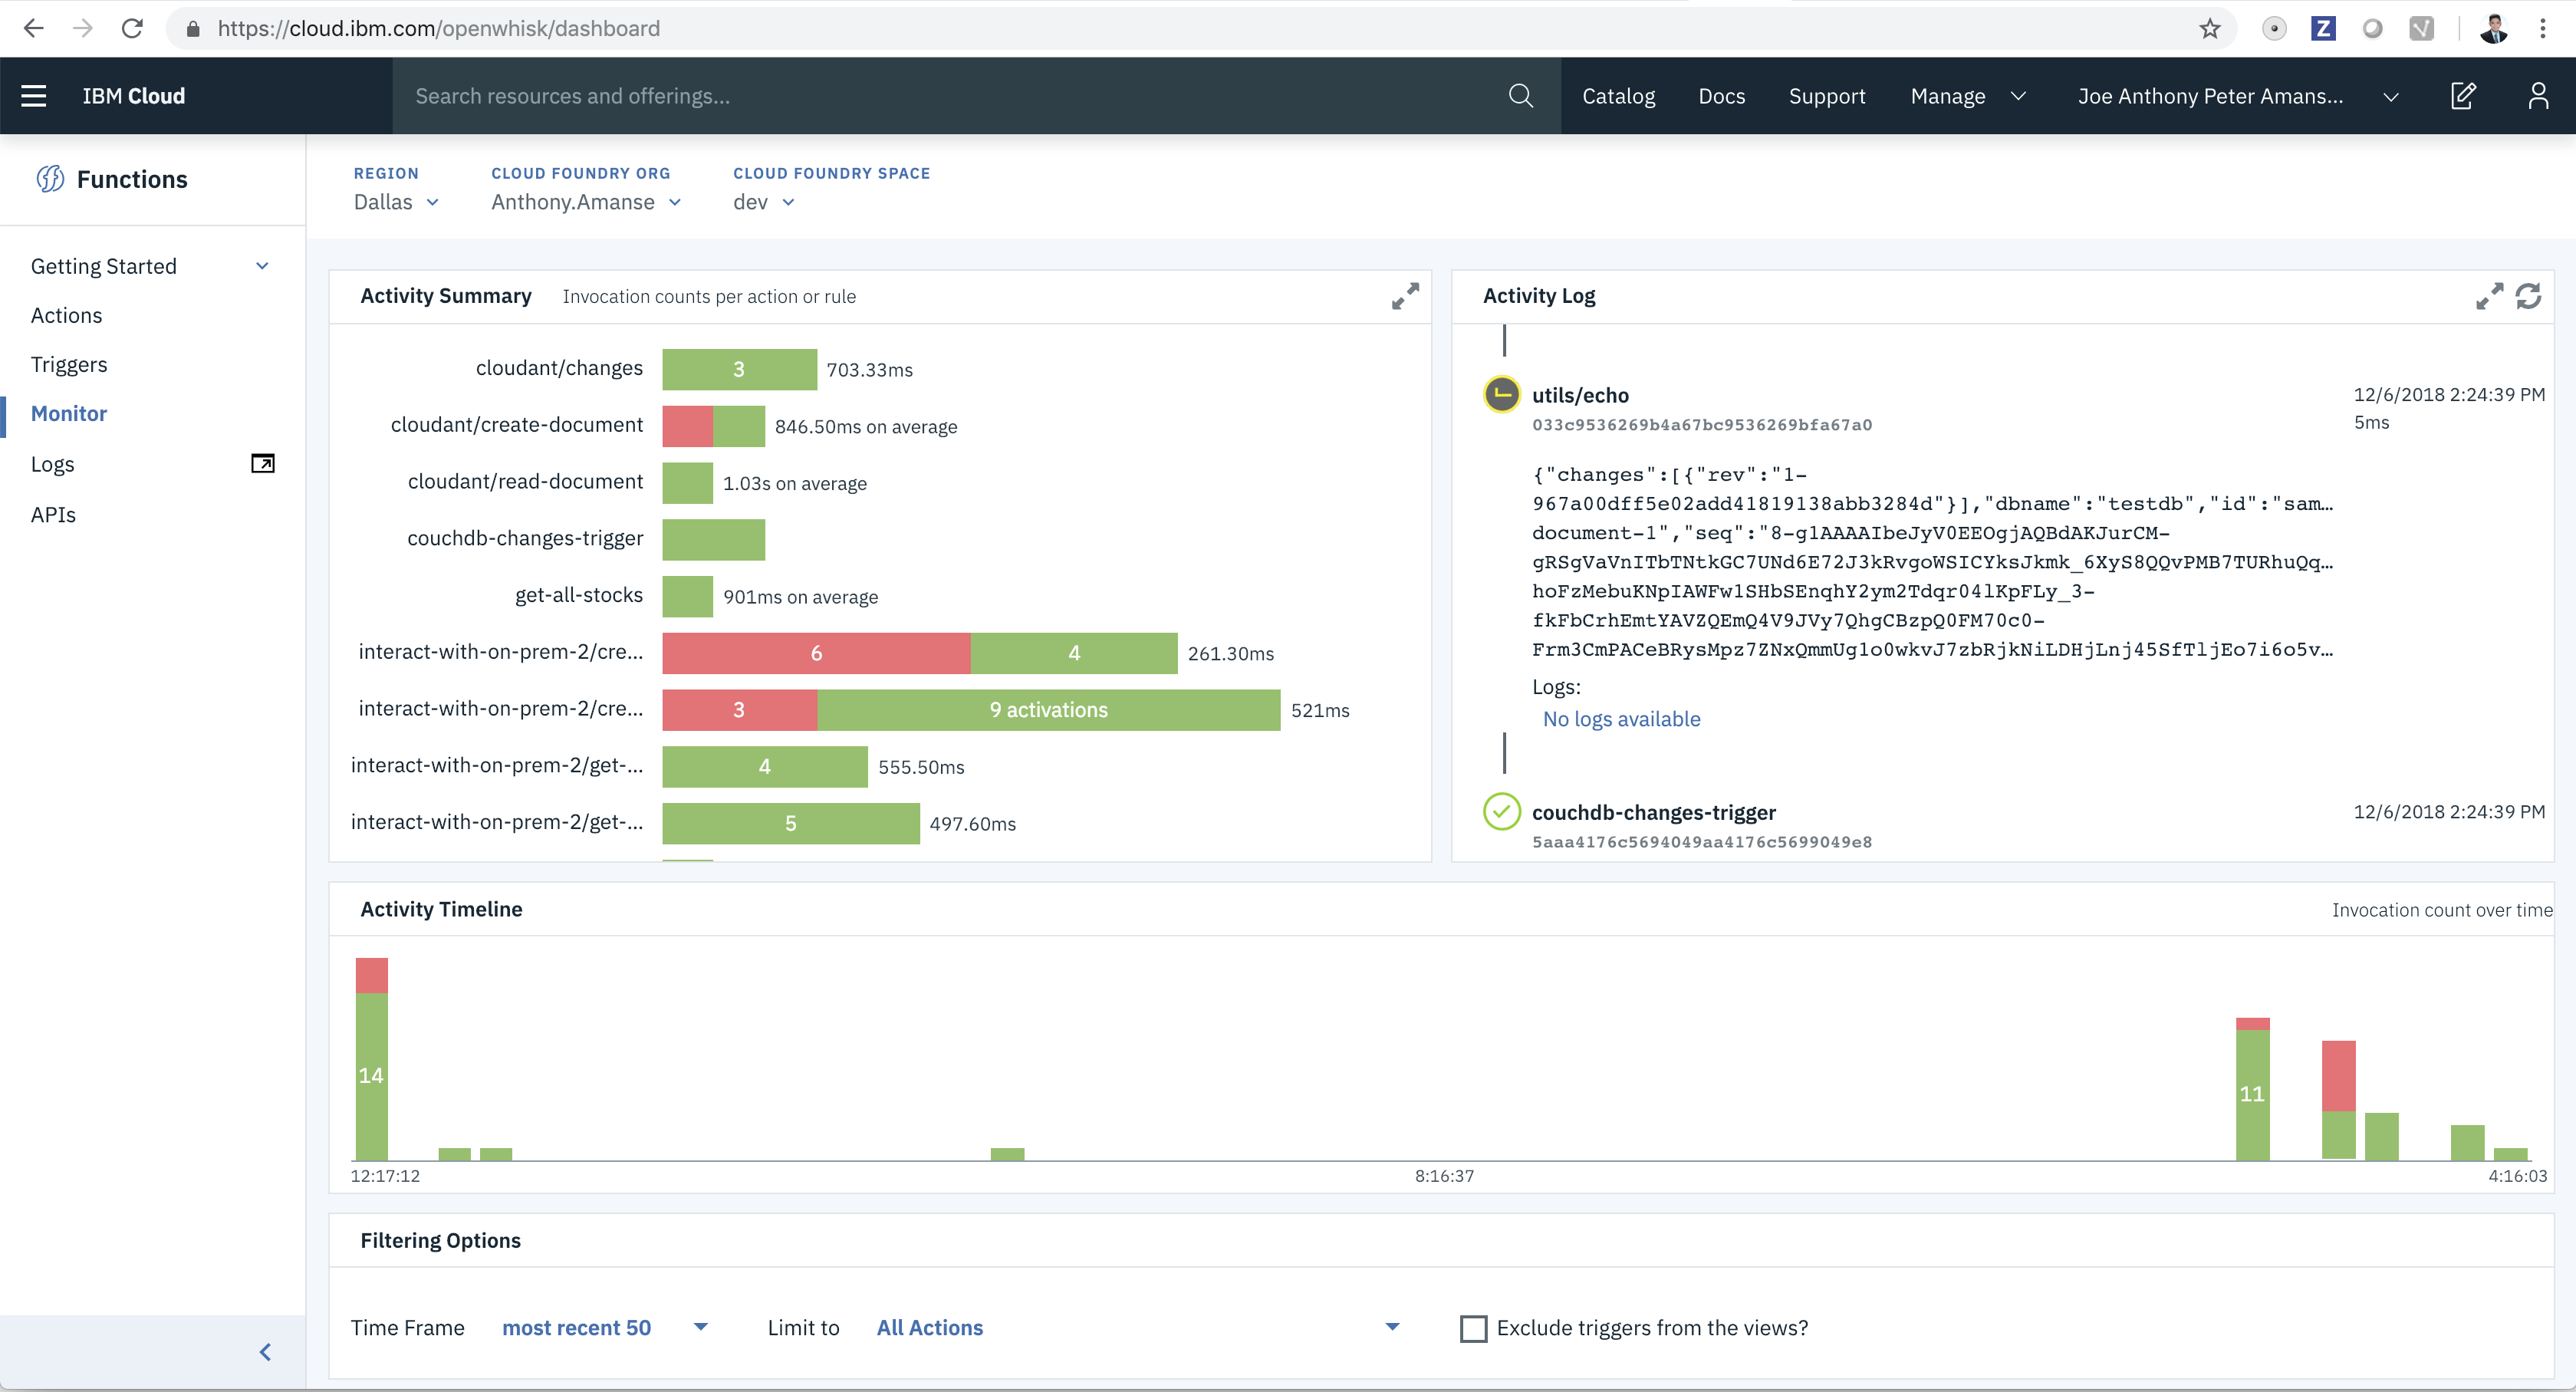 https://cloud.ibm.com/openwhisk/dashboard
Z
IBM Cloud
Search resources and offerings...
Catalog
Docs
Support
Manage
Joe Anthony Peter Amans...
Functions
REGION
CLOUD FOUNDRY ORG
CLOUD FOUNDRY SPACE
Dallas
Anthony.Amanse
dev
Getting Started
Actions
Triggers
Monitor
Logs
APIs
Activity Summary
Invocation counts per action or rule
cloudant/changes 3 703.33ms
cloudant/create-document 846.50ms on average
cloudant/read-document 1.03s on average
couchdb-changes-trigger
get-all-stocks 901ms on average
interact-with-on-prem-2/cre... 6 4 261.30ms
interact-with-on-prem-2/cre... 3 9 activations 521ms
interact-with-on-prem-2/get-... 4 555.50ms
interact-with-on-prem-2/get-... 5 497.60ms
Activity Log
utils/echo 12/6/2018 2:24:39 PM
033c9536269b4a67bc9536269bfa67a0 5ms
{"changes":[{"rev":"1-
967a00dff5e02add41819138abb3284d"}],"dbname":"testdb","id":"sam…
document-1","seq":"8-g1AAAAIbeJyV0EEOgjAQBdAKJurCM-
gRSgVaVnITbTNtkGC7UNd6E72J3kRvgoWSICYksJkmk_6XyS8QQvPMB7TURhuQq…
hoFzMebuKNpIAWFw1SHbSEnqhY2ym2Tdqr04lKpFLy_3-
fkFbCrhEmtYAVZQEmQ4V9JVy7QhgCBzpQ0FM70c0-
Frm3CmPACeBRysMpz7ZNxQmmUg1o0wkvJ7zbRjkNiLDHjLnj45SfTljEo7i6o5v…
Logs:
No logs available
couchdb-changes-trigger 12/6/2018 2:24:39 PM
5aaa4176c5694049aa4176c5699049e8
Activity Timeline
Invocation count over time
14
11
12:17:12
8:16:37
4:16:03
Filtering Options
Time Frame
most recent 50
Limit to
All Actions
Exclude triggers from the views?